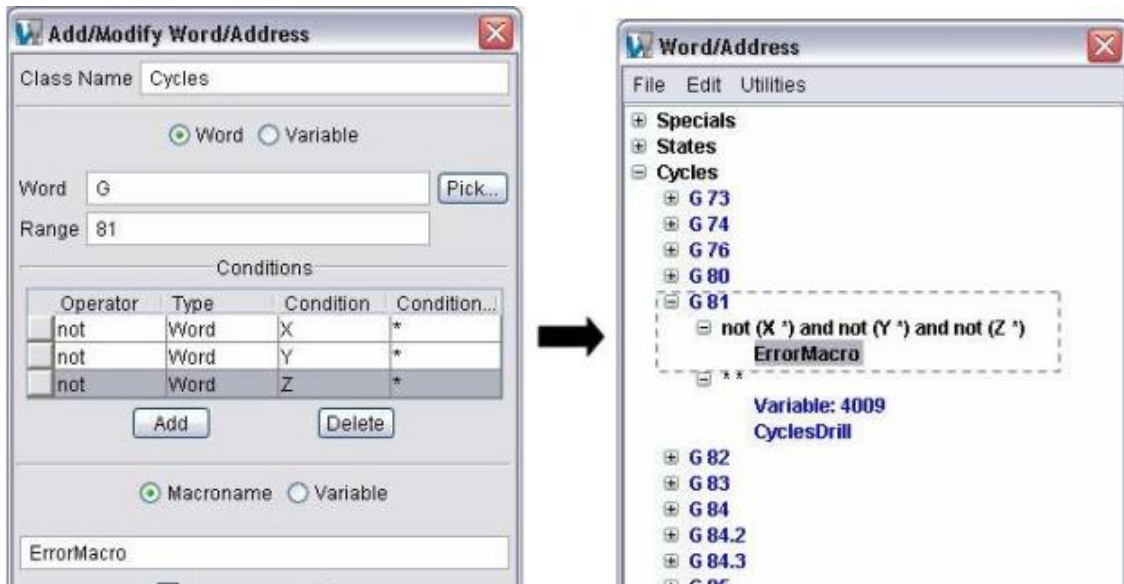 Add/Modify Word/Address
Class Name Cycles
Word Variable
Word G Pick...
Range 81
Conditions
Operator Type Condition Condition...
not Word X *
not Word Y *
not Word Z *
Add Delete
Macroname Variable
ErrorMacro
Word/Address
File Edit Utilities
Specials
States
Cycles
G 73
G 74
G 76
G 80
G 81
not (X *) and not (Y *) and not (Z *)
ErrorMacro
* *
Variable: 4009
CyclesDrill
G 82
G 83
G 84
G 84.2
G 84.3